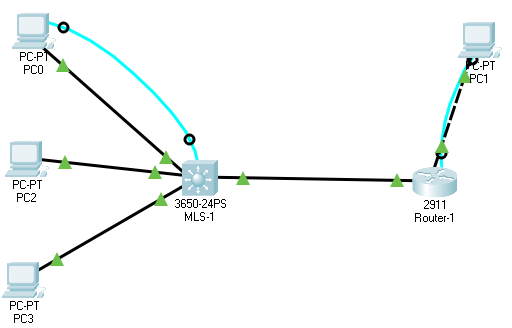 PC-PT
PC0
PC-PT
PC1
PC-PT
PC2
3650-24PS
MLS-1
2911
Router-1
PC-PT
PC3